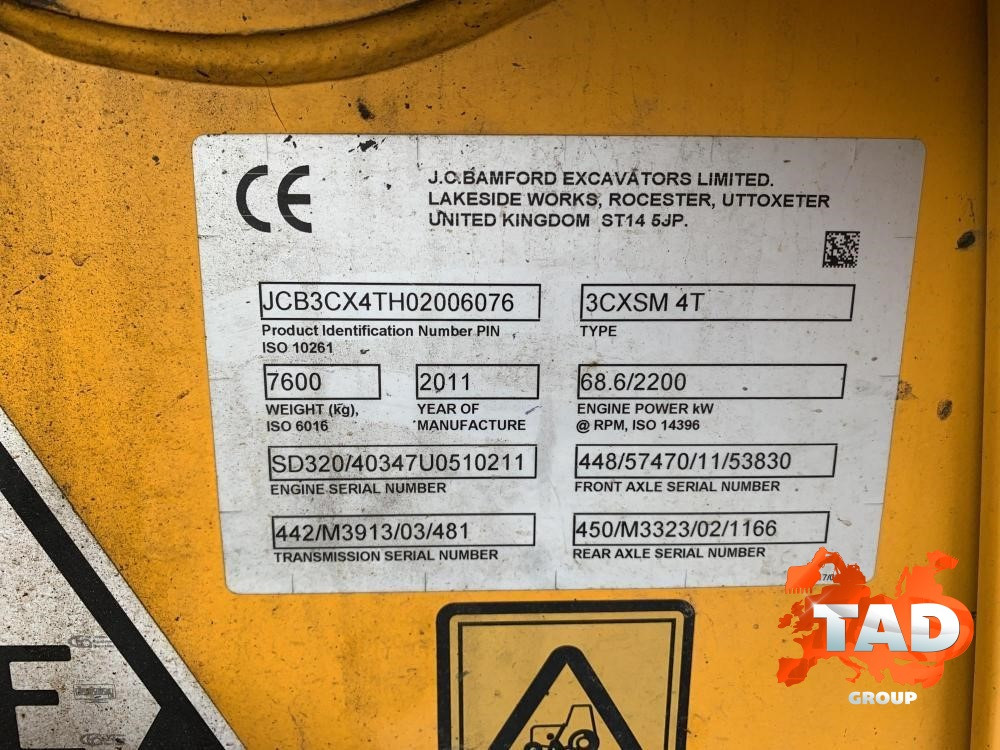 CE
J.C.BAMFORD EXCAVATORS LIMITED.
LAKESIDE WORKS, ROCESTER, UTTOXETER
UNITED KINGDOM ST14 5JP.
JCB3CX4TH02006076
Product Identification Number PIN
ISO 10261
3CXSM 4T
TYPE
7600
WEIGHT (kg),
ISO 6016
2011
YEAR OF
MANUFACTURE
68.6/2200
ENGINE POWER kW
@ RPM, ISO 14396
SD320/40347U0510211
ENGINE SERIAL NUMBER
448/57470/11/53830
FRONT AXLE SERIAL NUMBER
442/M3913/03/481
TRANSMISSION SERIAL NUMBER
450/M3323/02/1166
REAR AXLE SERIAL NUMBER
TAD
GROUP